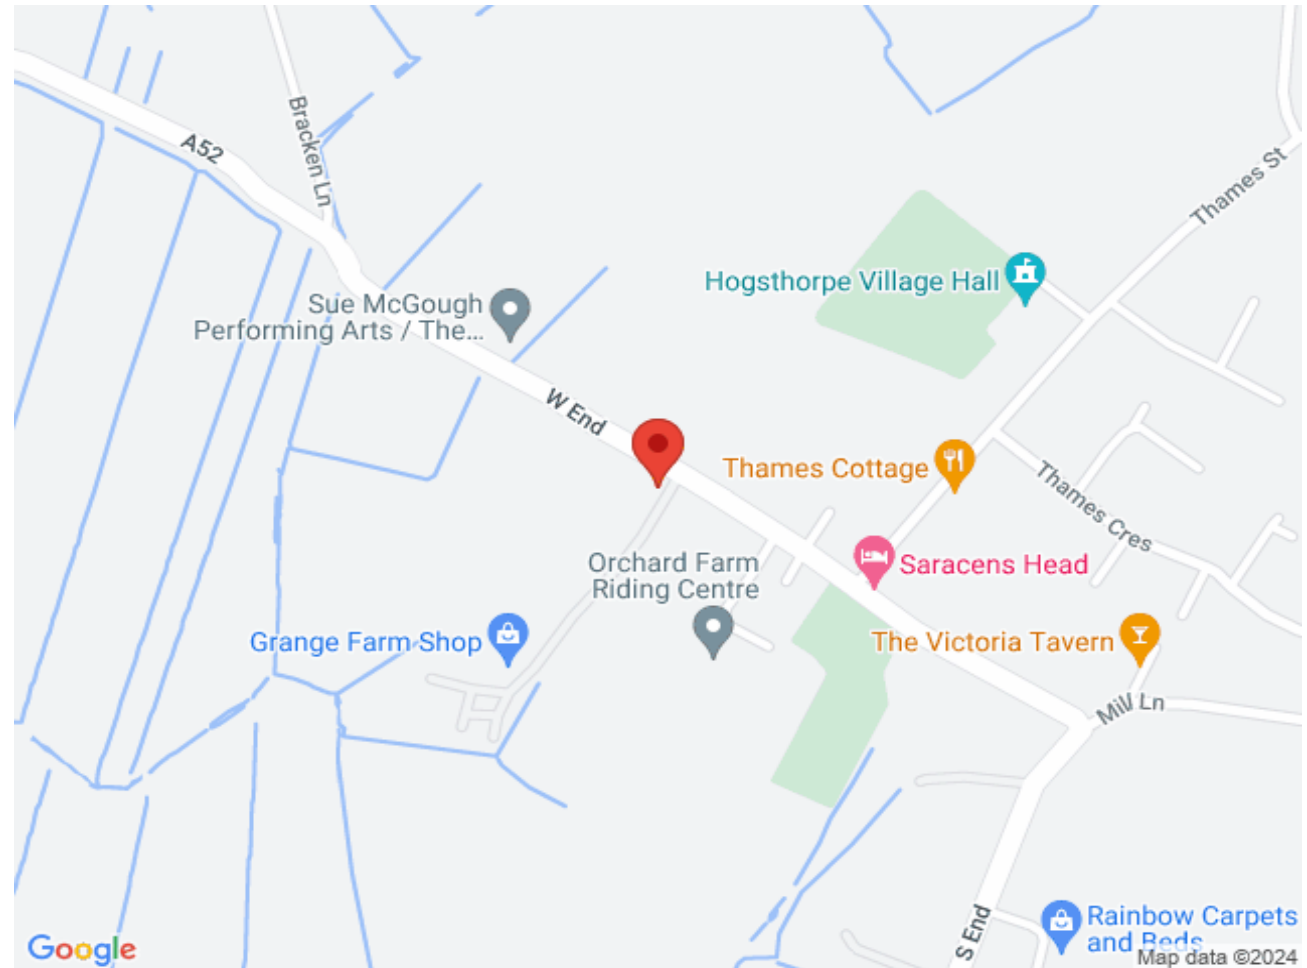 Bracken Ln
A52
Thames St
Hogsthorpe Village Hall
Sue McGough
Performing Arts / The...
W End
Thames Cottage
Thames Cres
Orchard Farm
Riding Centre
Saracens Head
Grange Farm Shop
The Victoria Tavern
Mill Ln
S End
Rainbow Carpets
and Beds
Google
Map data ©2024